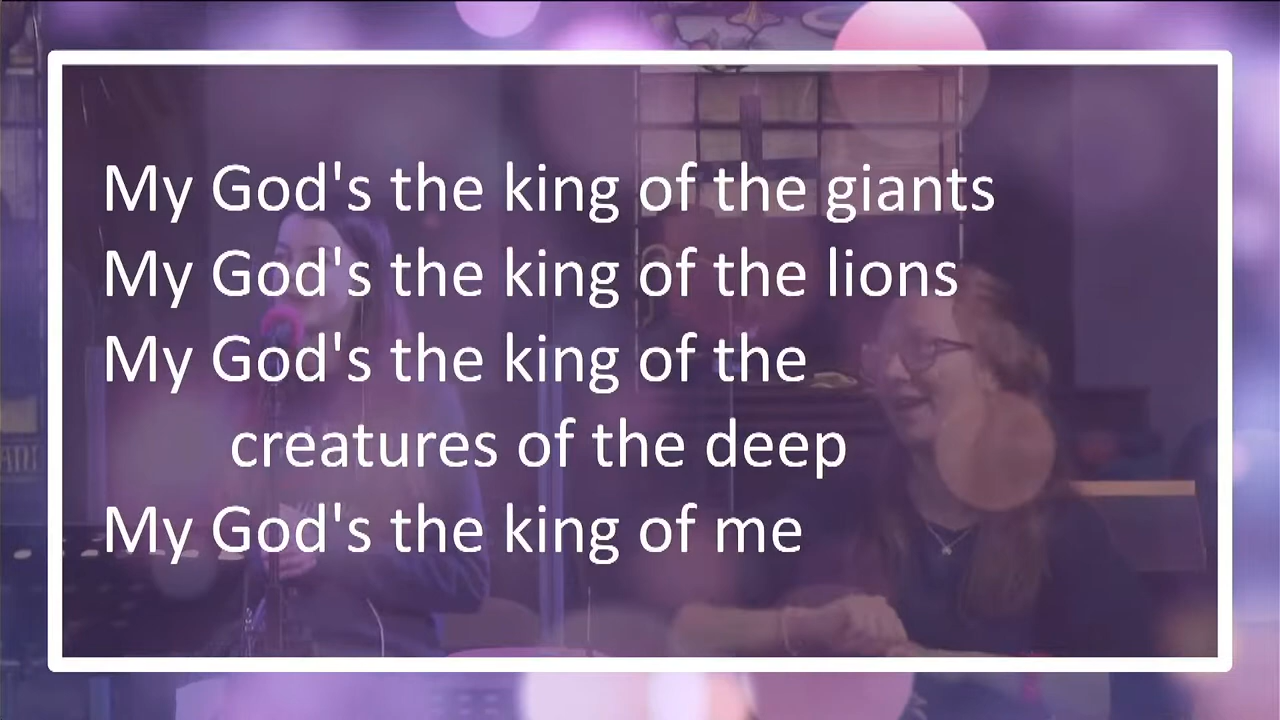 My God's the king of the giants
My God's the king of the lions
My God's the king of the
creatures of the deep
My God's the king of me